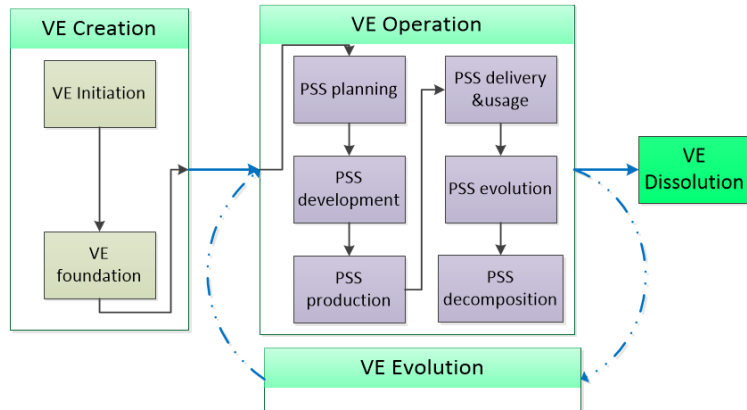 VE Creation
VE Initiation
VE
foundation
VE Operation
PSS planning
PSS
development
PSS
production
PSS delivery
&usage
PSS evolution
PSS
decomposition
VE
Dissolution
VE Evolution